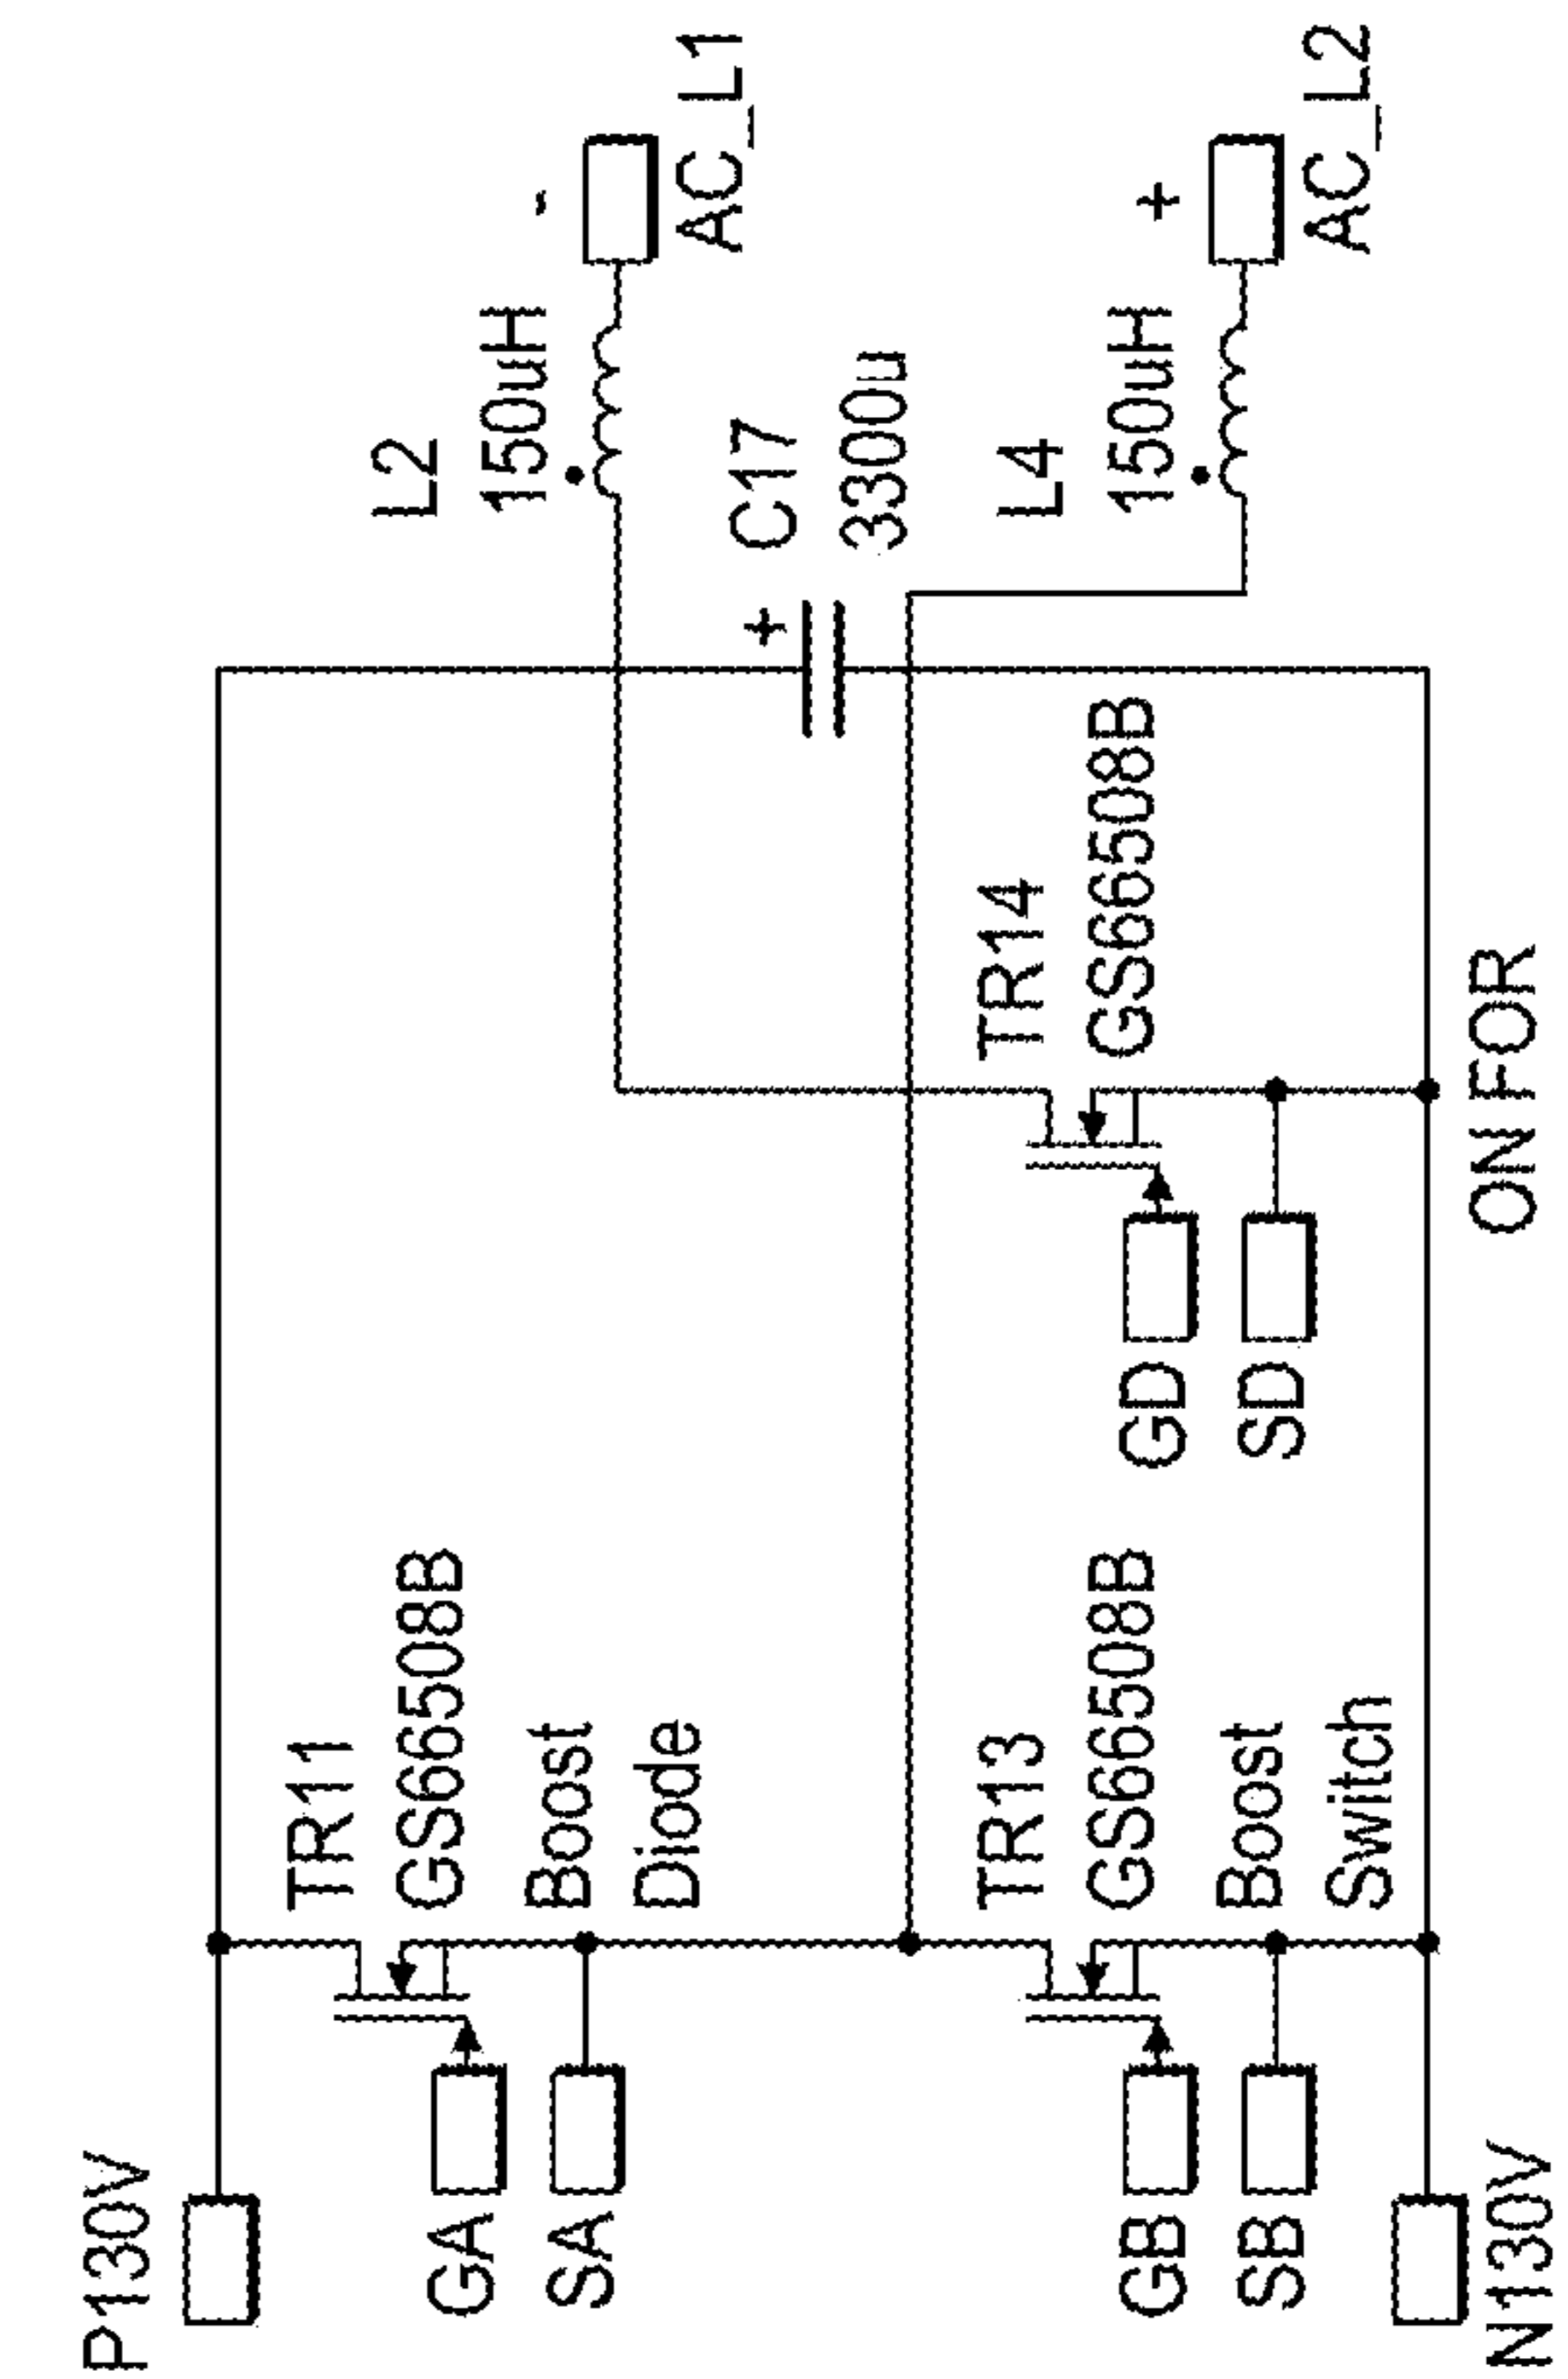 P130V
GA
SA
TR11
GS66508B
Boost
Diode
GB
SB
TR13
GS66508B
Boost
Switch
N130V
GD
SD
TR14
GS66508B
ON FOR
+
C17
3300u
L2
150uH
-
AC_L1
L4
150uH
+
AC_L2